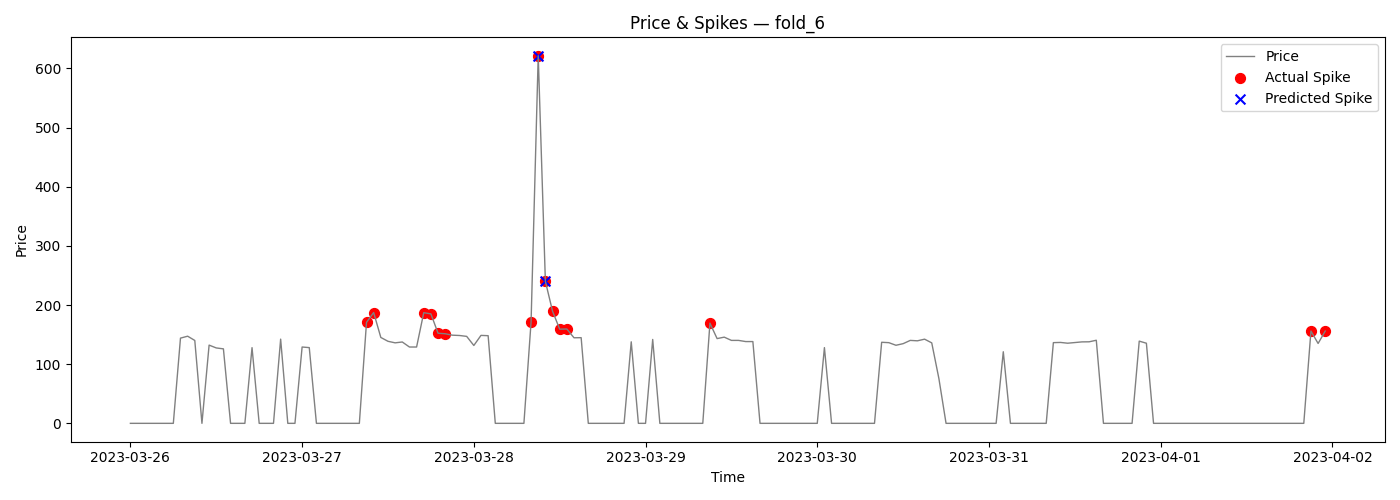 Price & Spikes — fold_6
Price
Actual Spike
Predicted Spike
600
500
400
300
200
100
0
Price
2023-03-26
2023-03-27
2023-03-28
2023-03-29
2023-03-30
2023-03-31
2023-04-01
2023-04-02
Time